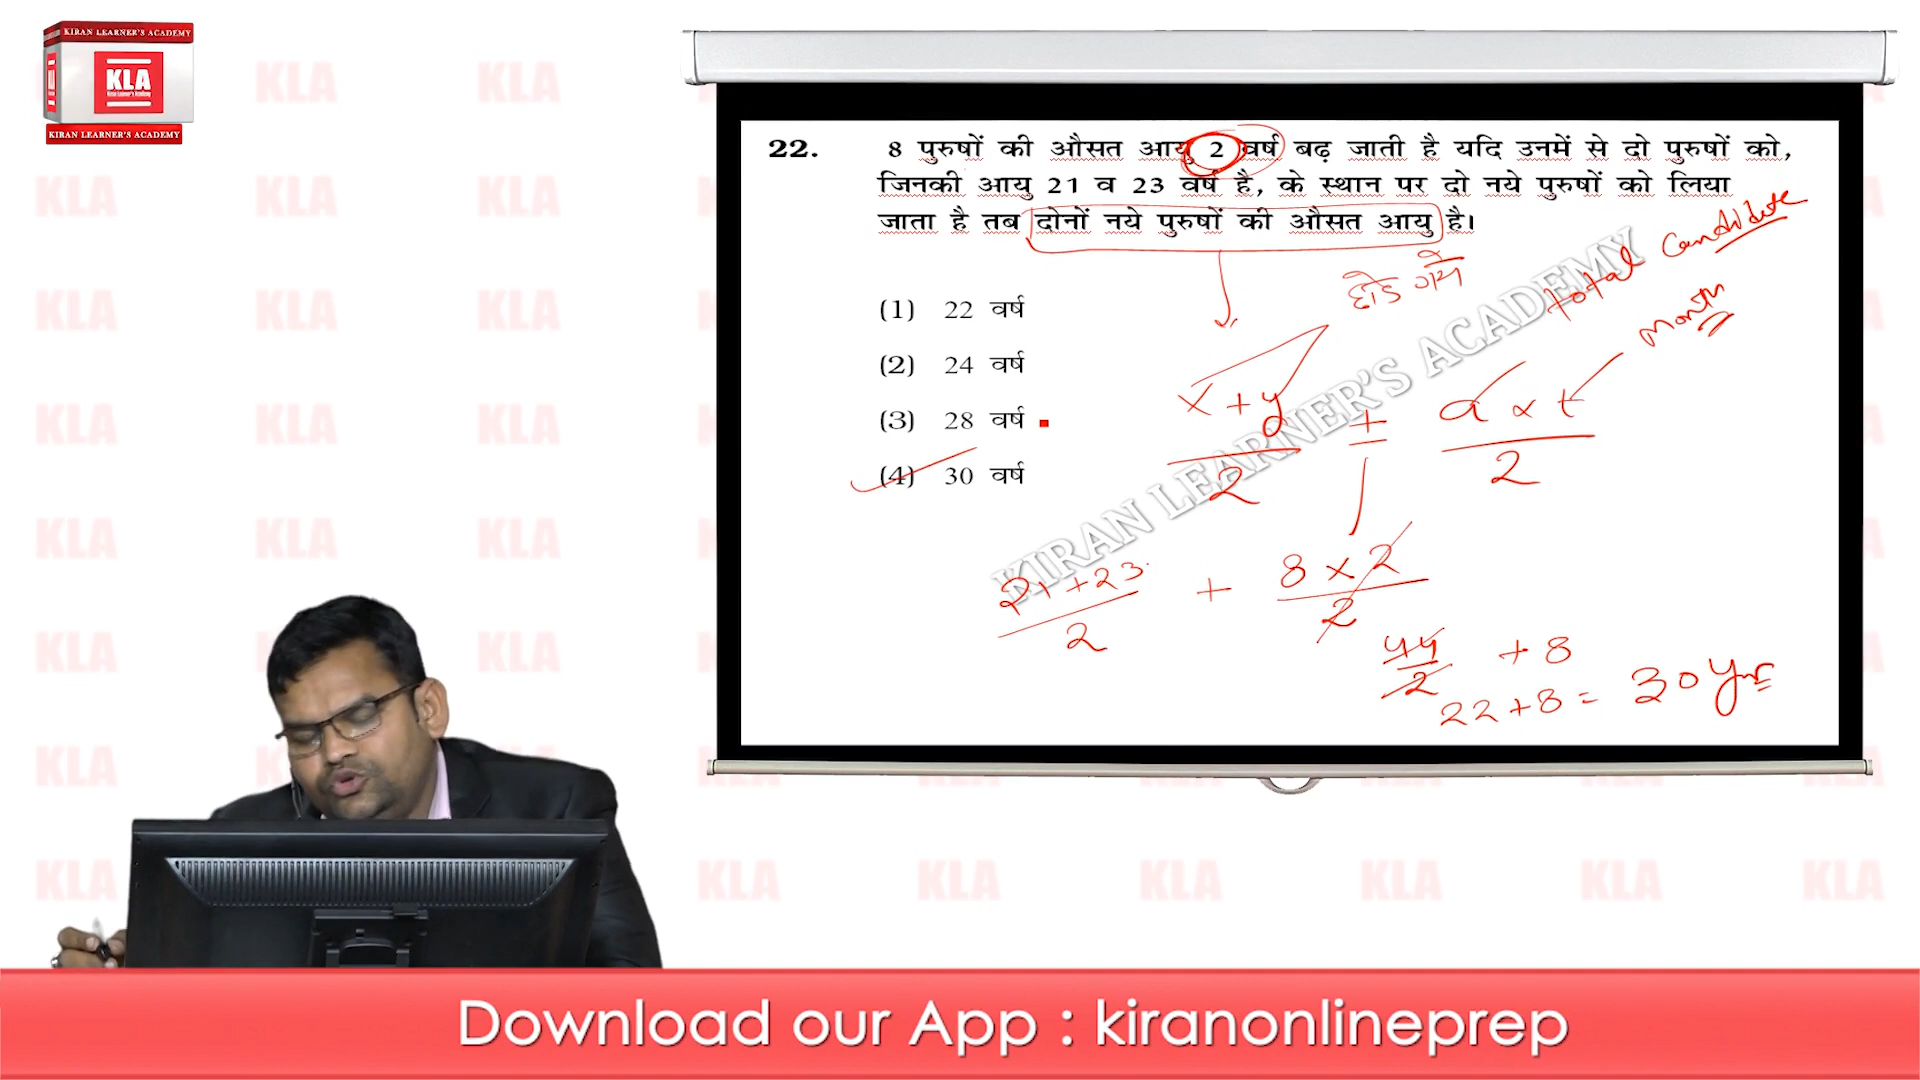 KIRAN LEARNER'S ACADEMY
KLA
Kiran Learner's Academy
KIRAN LEARNER'S ACADEMY
22. 8 पुरुषों की औसत आयु 2 वर्ष बढ़ जाती है यदि उनमें से दो पुरुषों को,
जिनकी आयु 21 व 23 वर्ष है, के स्थान पर दो नये पुरुषों को लिया
जाता है तब दोनों नये पुरुषों की औसत आयु है।
(1) 22 वर्ष
(2) 24 वर्ष
(3) 28 वर्ष
(4) 30 वर्ष
छोड़े गये
total candidate
month
x + y / 2 ± a × t / 2
21 + 23 / 2 + 8 × 2 / 2
44 / 2 + 8
22 + 8 = 30 yrs
KIRAN LEARNER'S ACADEMY
Download our App : kiranonlineprep